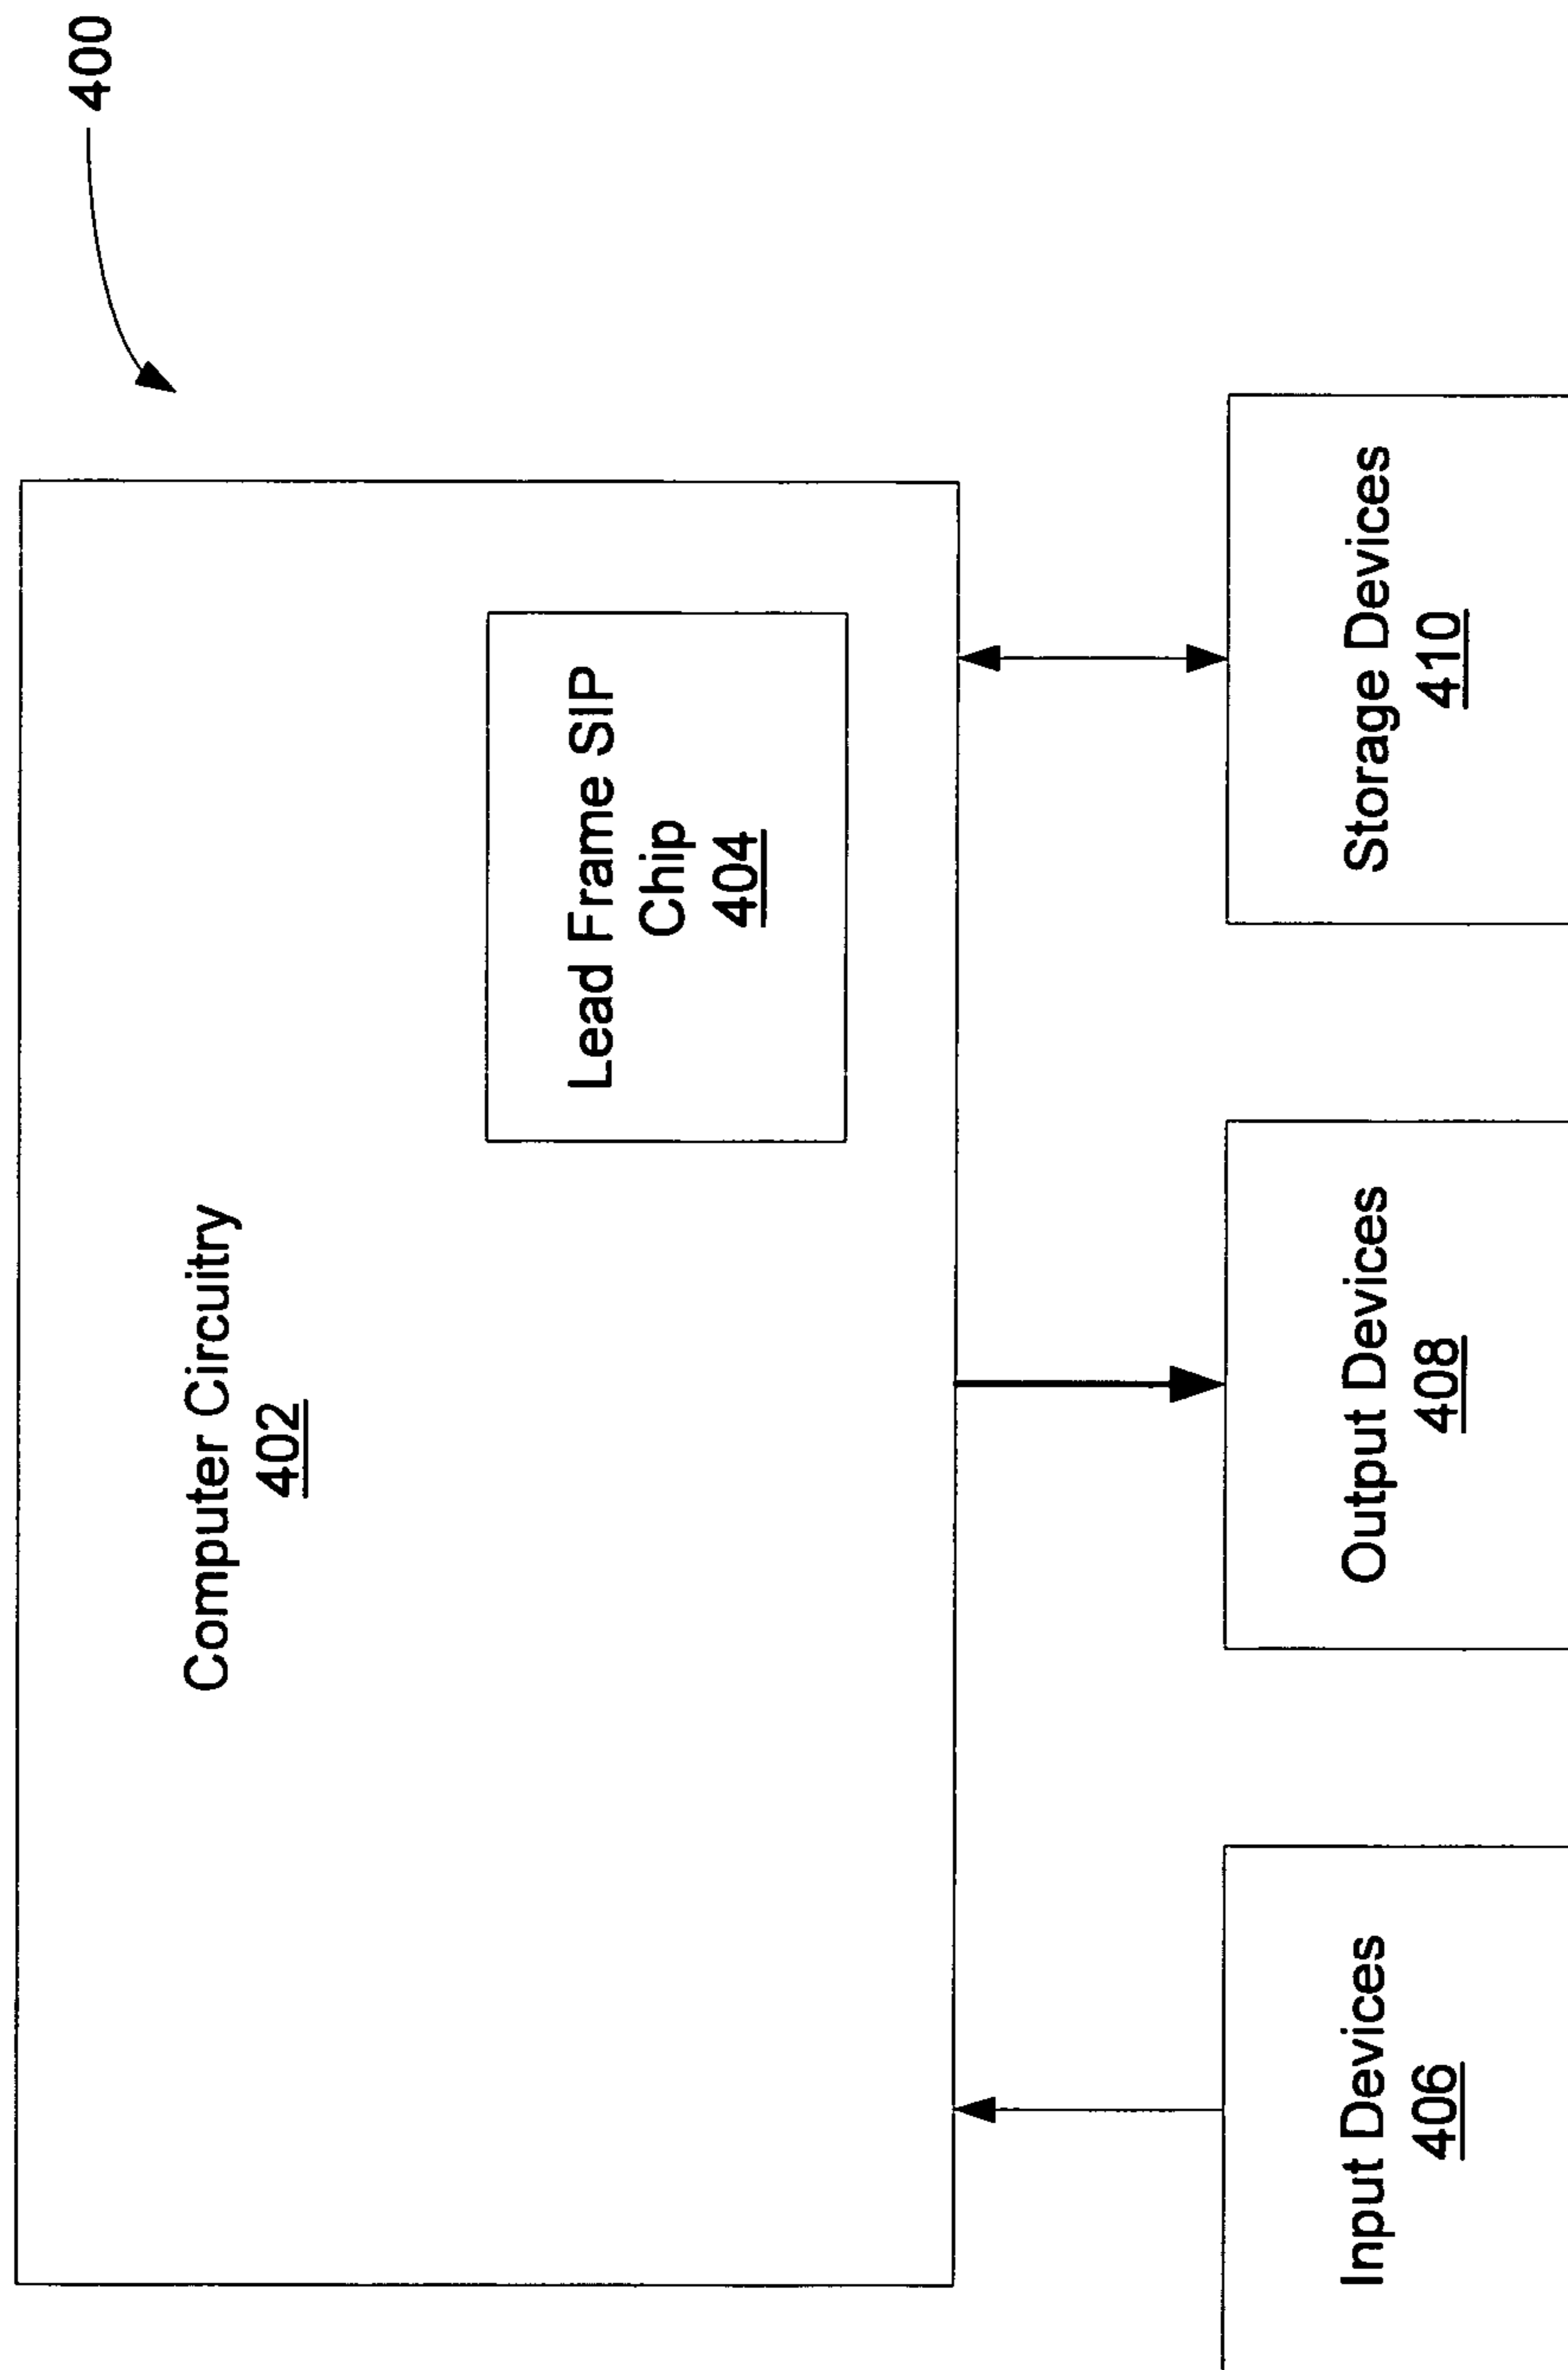 400
Computer Circuitry
402
Lead Frame SIP
Chip
404
Input Devices
406
Output Devices
408
Storage Devices
410